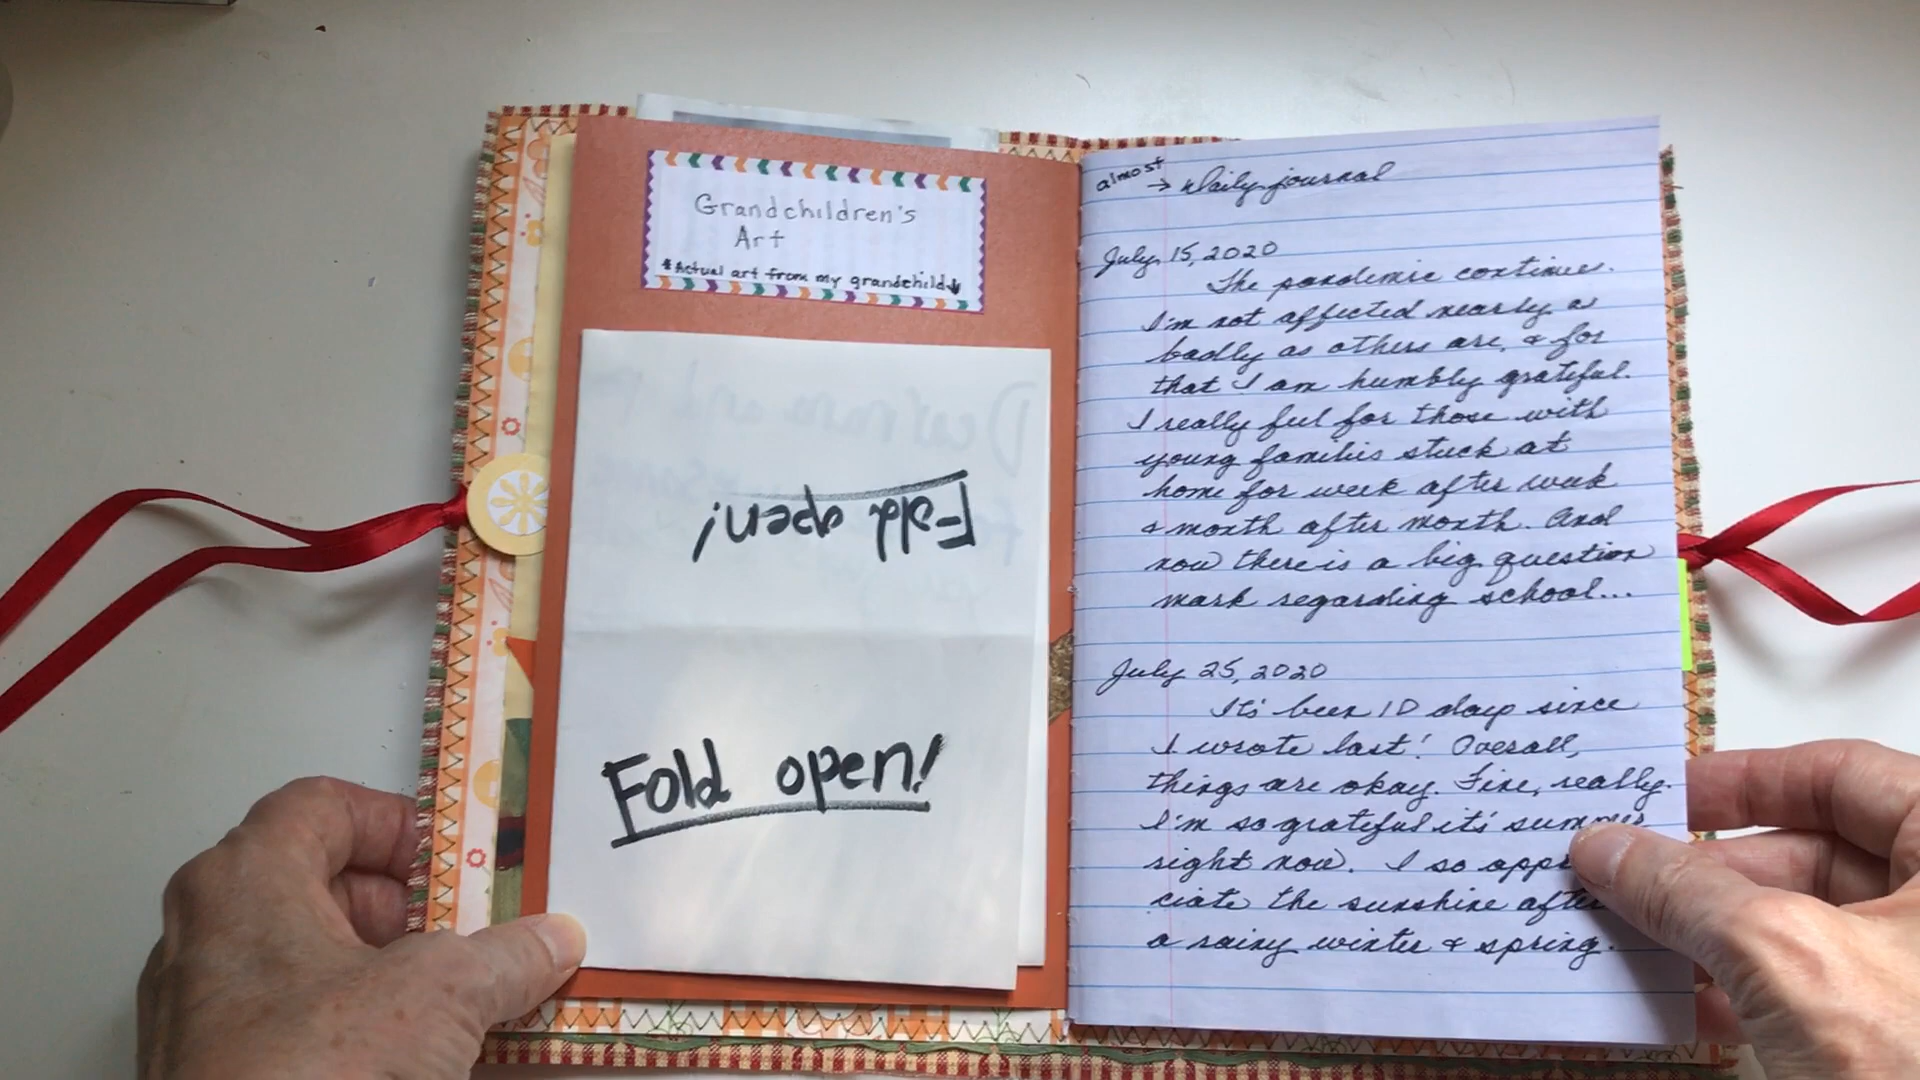 Grandchildren's
Art
*Actual art from my grandchild↓
Dear
Fold open!
Fold open!
almost
→ Daily journal
July 15, 2020
The pandemic continues.
I'm not affected nearly a
badly as others are, & for
that I am humbly grateful.
I really feel for those with
young families stuck at
home for week after week
& month after month. And
now there is a big question
mark regarding school...
July 25, 2020
It's been 10 days since
I wrote last! Overall,
things are okay. Fine, really.
I'm so grateful it's summer
right now. I so appr
ciate the sunshine after
a rainy winter & spring.